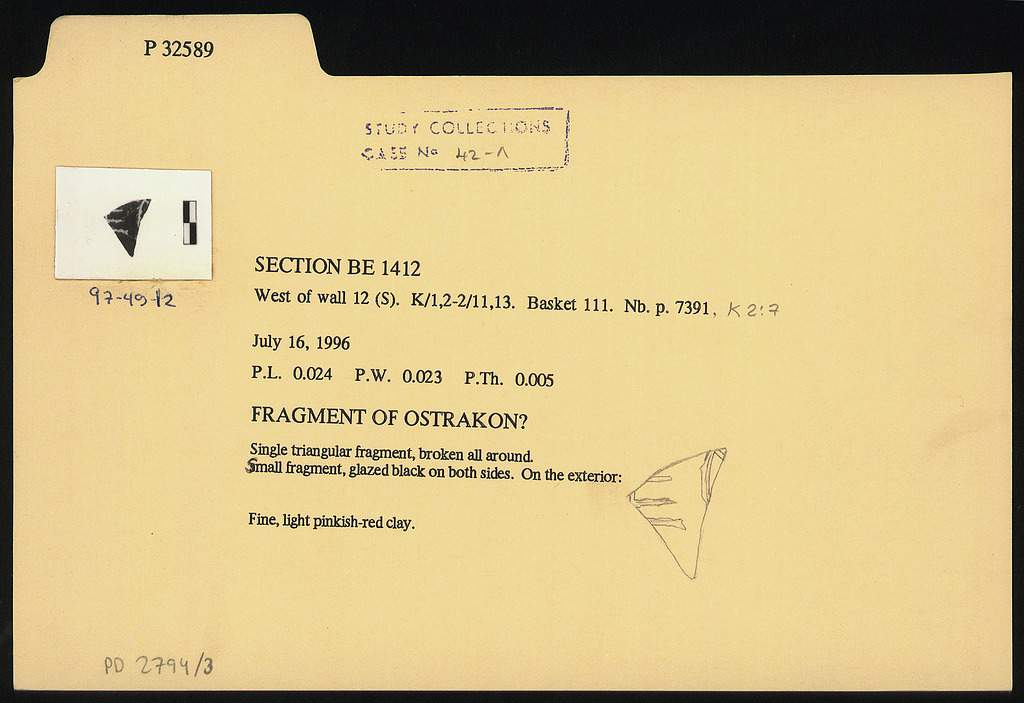 P 32589
STUDY COLLECTIONS
CASE No 42-Λ
97-49-12
SECTION BE 1412
West of wall 12 (S). K/1,2-2/11,13. Basket 111. Nb. p. 7391, K 2:7
July 16, 1996
P.L. 0.024 P.W. 0.023 P.Th. 0.005
FRAGMENT OF OSTRAKON?
Single triangular fragment, broken all around.
Small fragment, glazed black on both sides. On the exterior:
Fine, light pinkish-red clay.
PD 2794/3